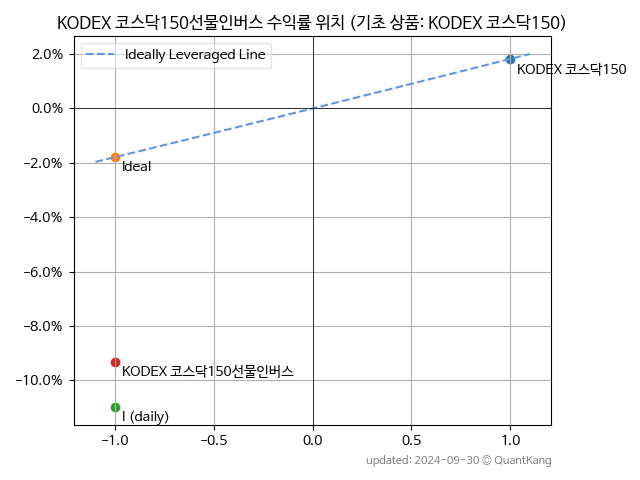 KODEX 코스닥150선물인버스 수익률 위치 (기초 상품: KODEX 코스닥150)
2.0%
Ideally Leveraged Line
KODEX 코스닥150
0.0%
−2.0%
Ideal
−4.0%
−6.0%
−8.0%
KODEX 코스닥150선물인버스
−10.0%
I (daily)
−1.0 −0.5 0.0 0.5 1.0
updated: 2024-09-30 © QuantKang